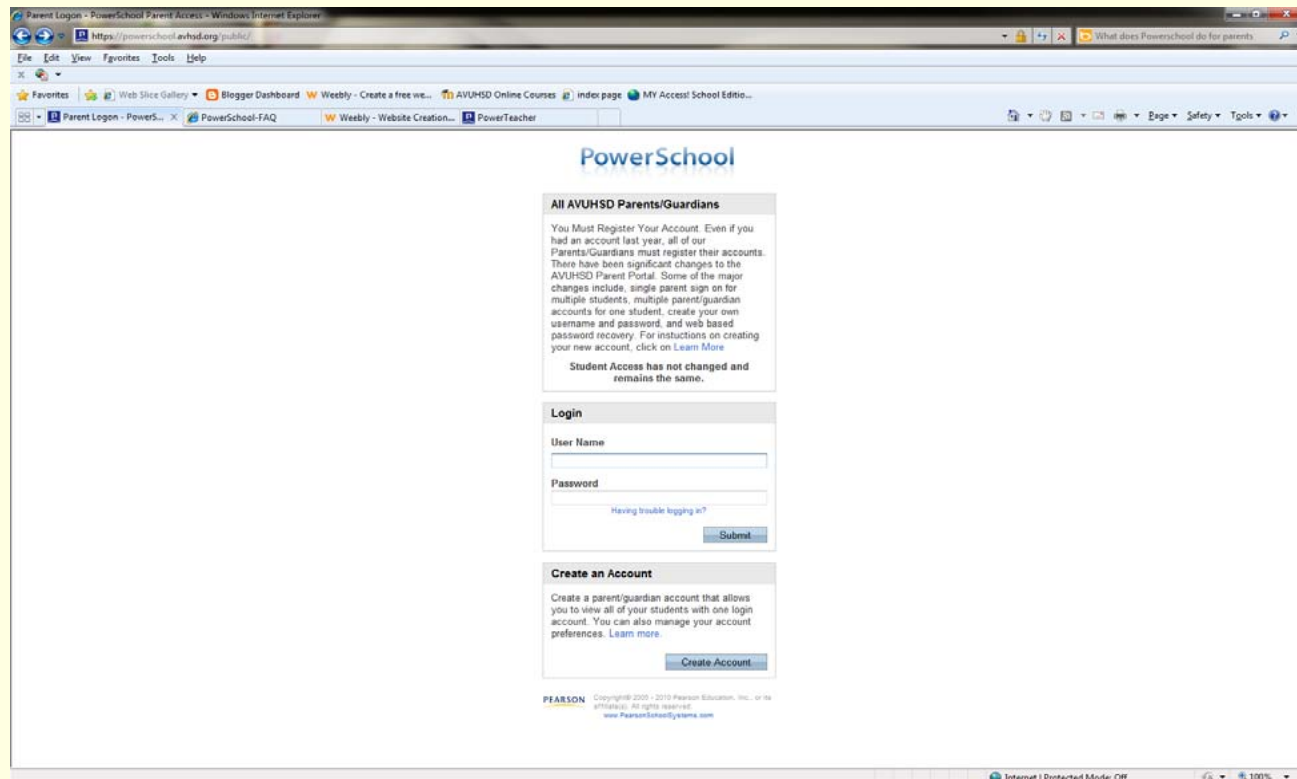 Parent Logon - PowerSchool Parent Access - Windows Internet Explorer
https://powerschool.avhsd.org/public/ What does Powerschool do for parents
File Edit View Favorites Tools Help
X
Favorites Web Slice Gallery Blogger Dashboard W Weebly - Create a free we... AVUHSD Online Courses index page MY Access! School Editio...
Parent Logon - PowerS... X PowerSchool-FAQ W Weebly - Website Creation... PowerTeacher Page Safety Tools
PowerSchool
All AVUHSD Parents/Guardians
You Must Register Your Account. Even if you
had an account last year, all of our
Parents/Guardians must register their accounts.
There have been significant changes to the
AVUHSD Parent Portal. Some of the major
changes include, single parent sign on for
multiple students, multiple parent/guardian
accounts for one student, create your own
username and password, and web based
password recovery. For instuctions on creating
your new account, click on Learn More
Student Access has not changed and
remains the same.
Login
User Name
Password
Having trouble logging in?
Submit
Create an Account
Create a parent/guardian account that allows
you to view all of your students with one login
account. You can also manage your account
preferences. Learn more.
Create Account
PEARSON Copyright© 2005 - 2010 Pearson Education, Inc., or its
affiliate(s). All rights reserved.
www.PearsonSchoolSystems.com
Internet | Protected Mode: Off 100%